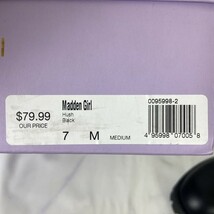 Madden Girl
0095998-2
$79.99
OUR PRICE
Hush
Black
7 M MEDIUM
4 95998 07005 8